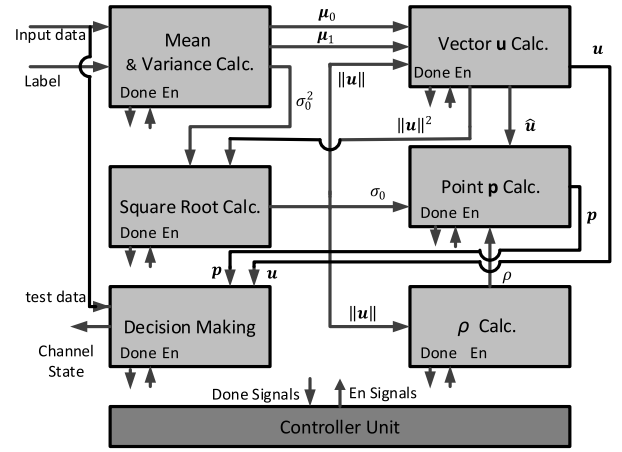 Input data
Label
Mean
& Variance Calc.
Done En
μ₀
μ₁
σ₀²
‖u‖
Vector u Calc.
Done En
u
‖u‖²
û
Square Root Calc.
Done En
σ₀
Point p Calc.
Done En
p
p
u
ρ
test data
Channel
State
Decision Making
Done En
‖u‖
ρ Calc.
Done En
Done Signals
En Signals
Controller Unit